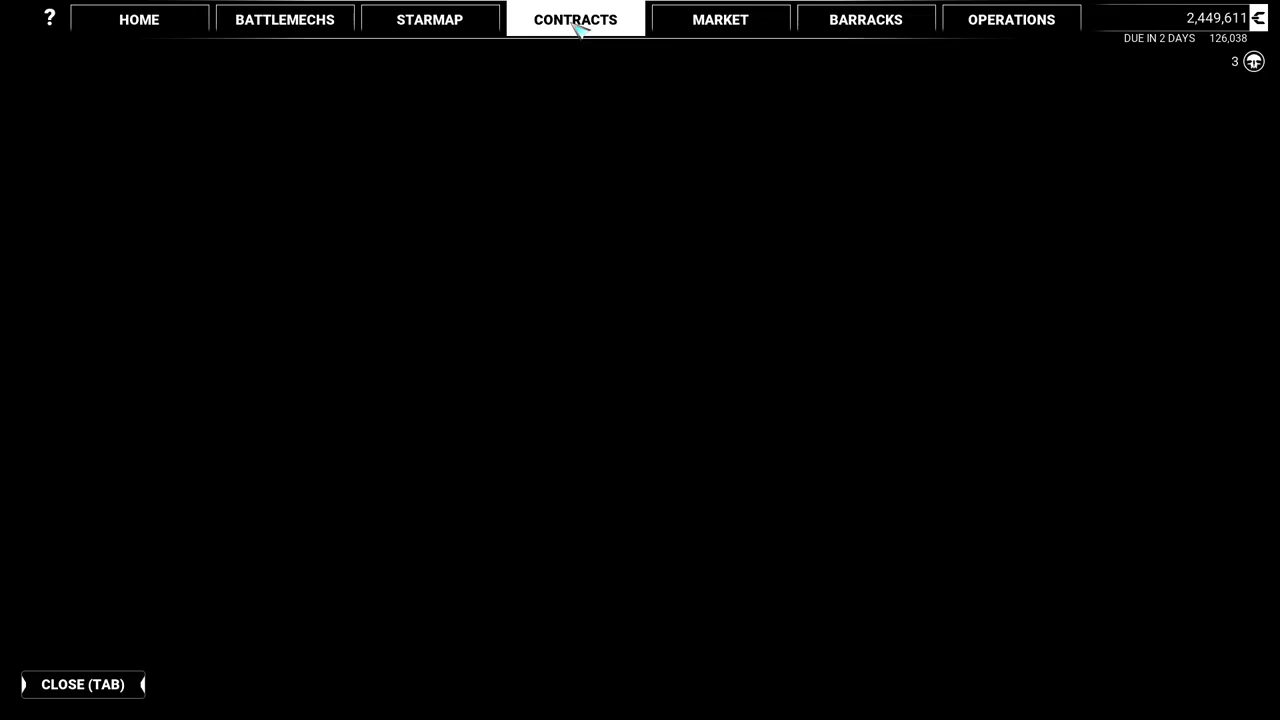 ? HOME BATTLEMECHS STARMAP CONTRACTS MARKET BARRACKS OPERATIONS 2,449,611
DUE IN 2 DAYS 126,038
3
CLOSE (TAB)